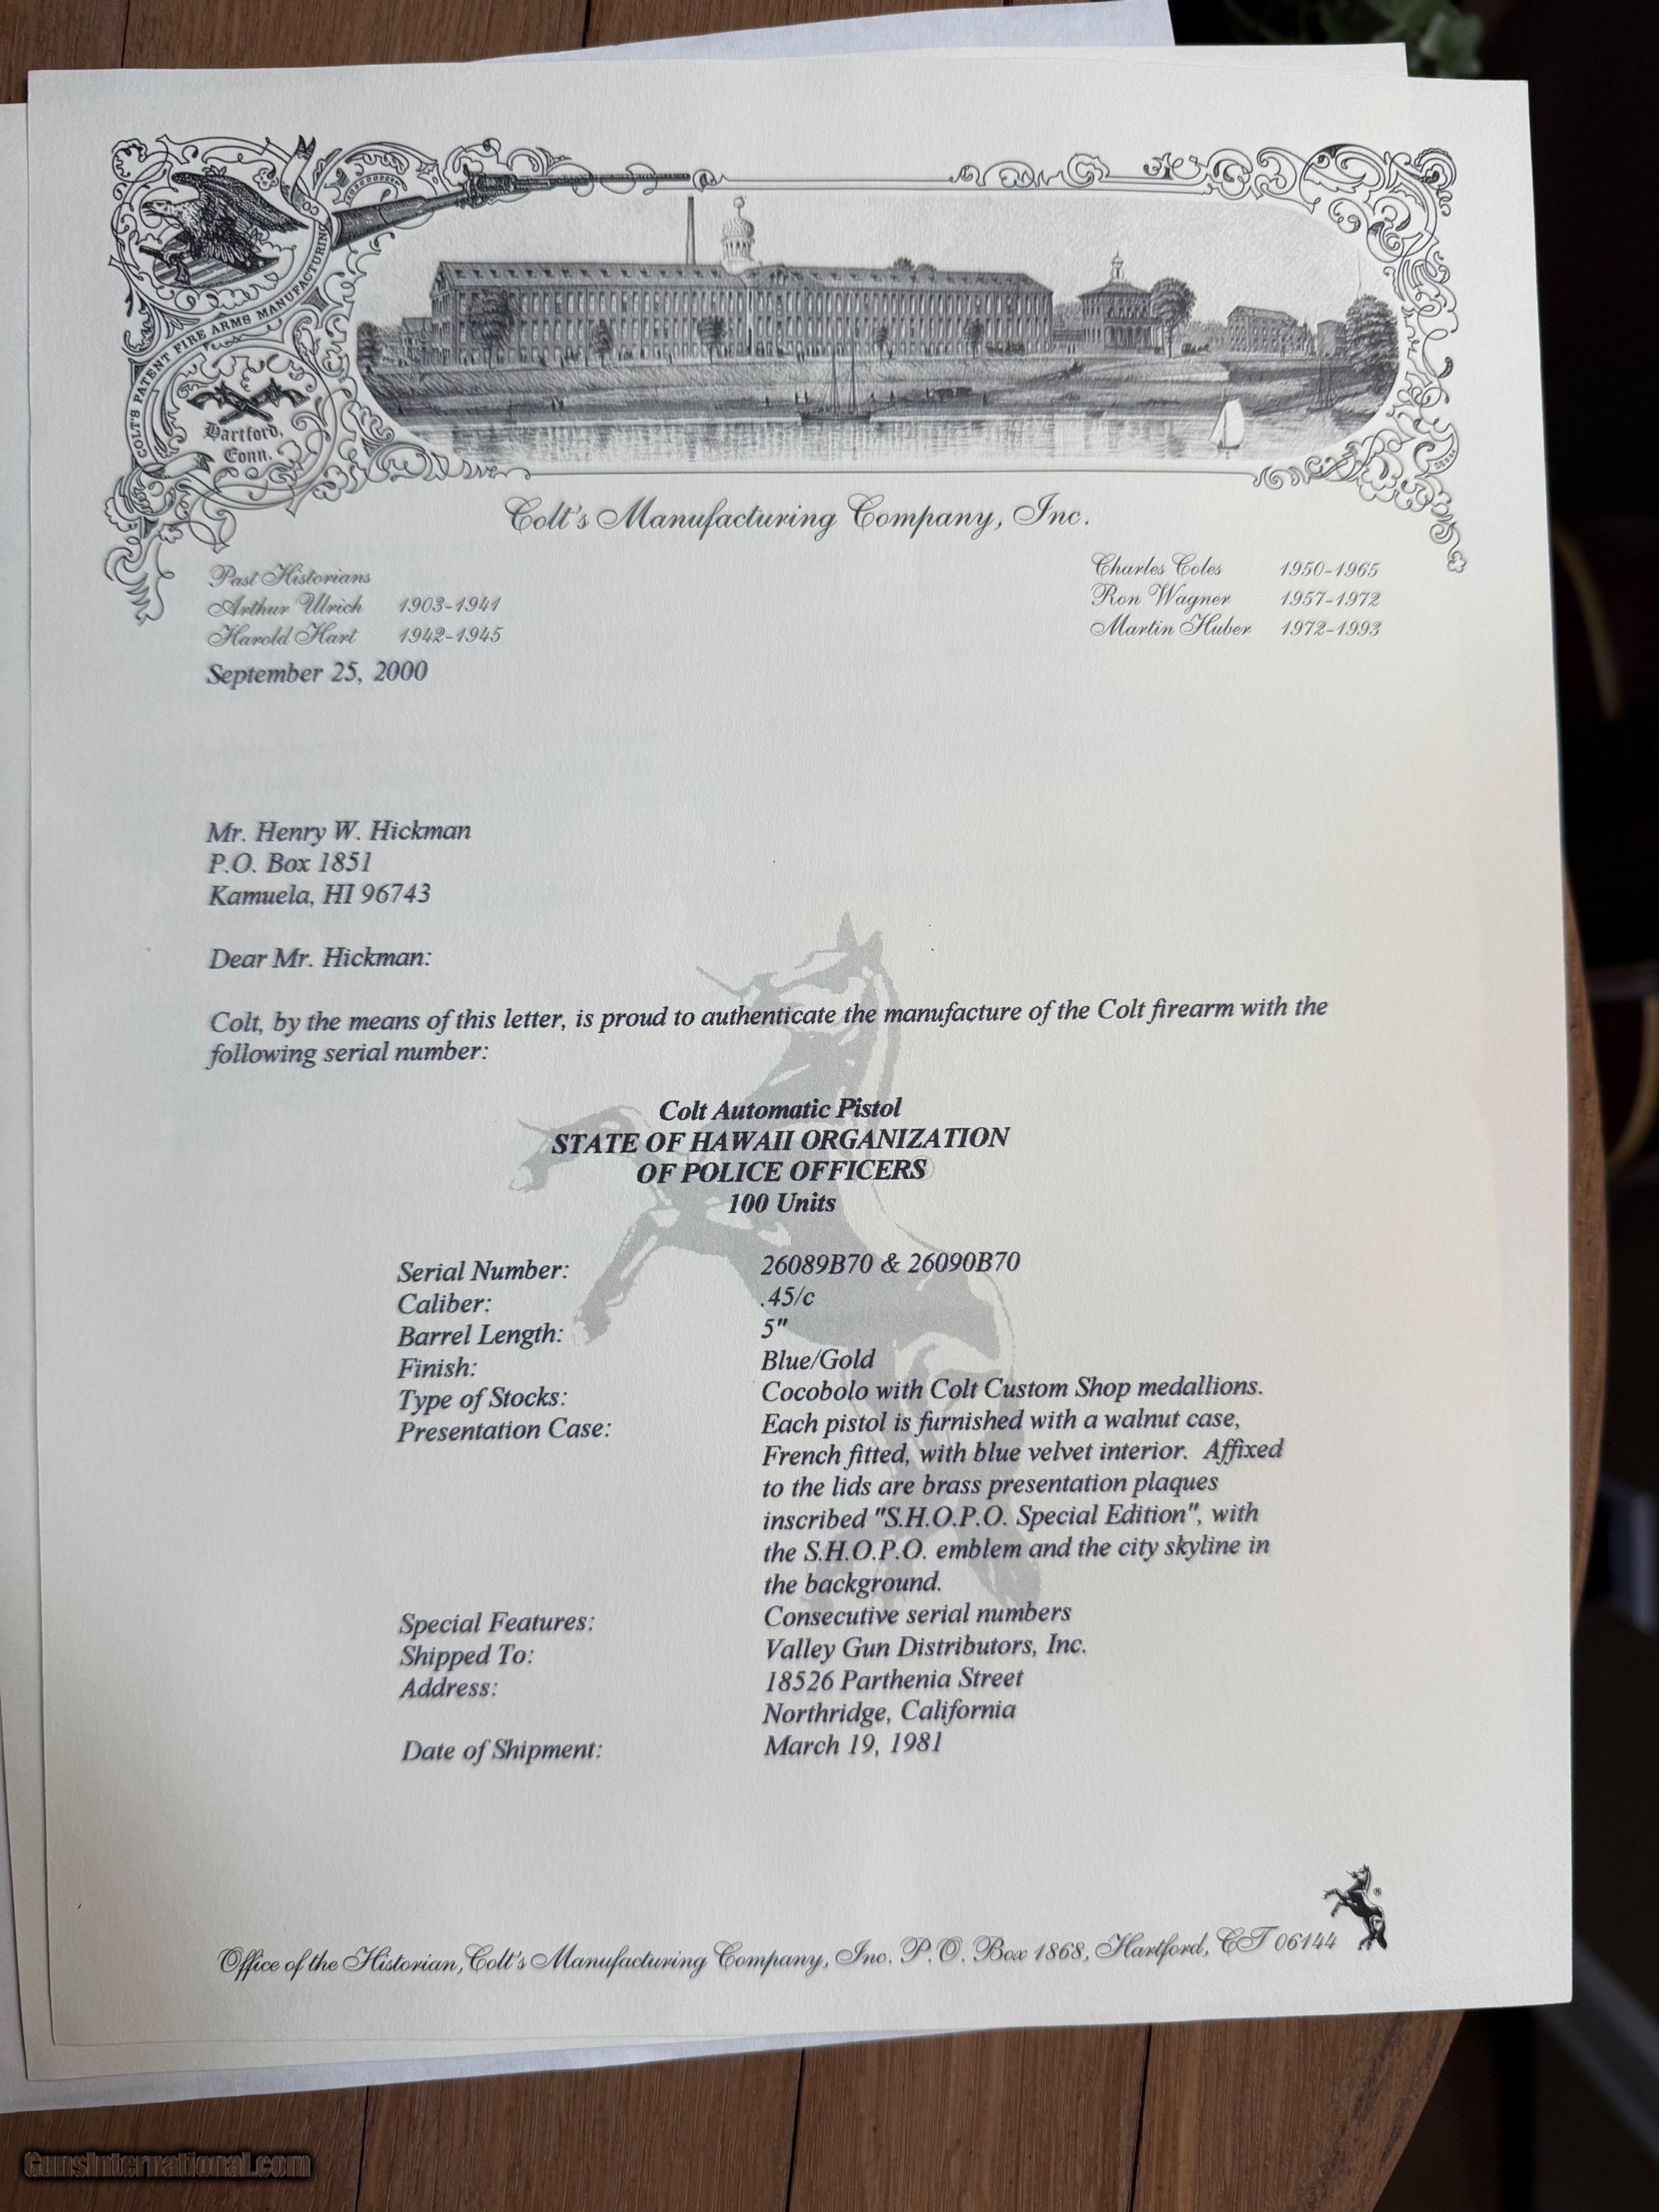 COLT'S PATENT FIRE ARMS MANUFACTURING Co
Hartford,
Conn.
Colt's Manufacturing Company, Inc.
Past Historians
Arthur Ulrich 1903-1941
Harold Hart 1942-1945
Charles Coles 1950-1965
Ron Wagner 1957-1972
Martin Huber 1972-1993
September 25, 2000
Mr. Henry W. Hickman
P.O. Box 1851
Kamuela, HI 96743
Dear Mr. Hickman:
Colt, by the means of this letter, is proud to authenticate the manufacture of the Colt firearm with the
following serial number:
Colt Automatic Pistol
STATE OF HAWAII ORGANIZATION
OF POLICE OFFICERS
100 Units
Serial Number: 26089B70 & 26090B70
Caliber: .45/c
Barrel Length: 5"
Finish: Blue/Gold
Type of Stocks: Cocobolo with Colt Custom Shop medallions.
Presentation Case: Each pistol is furnished with a walnut case,
French fitted, with blue velvet interior. Affixed
to the lids are brass presentation plaques
inscribed "S.H.O.P.O. Special Edition", with
the S.H.O.P.O. emblem and the city skyline in
the background.
Special Features: Consecutive serial numbers
Shipped To: Valley Gun Distributors, Inc.
Address: 18526 Parthenia Street
Northridge, California
Date of Shipment: March 19, 1981
®
Office of the Historian, Colt's Manufacturing Company, Inc. P.O. Box 1868, Hartford, CT 06144
GunsInternational.com